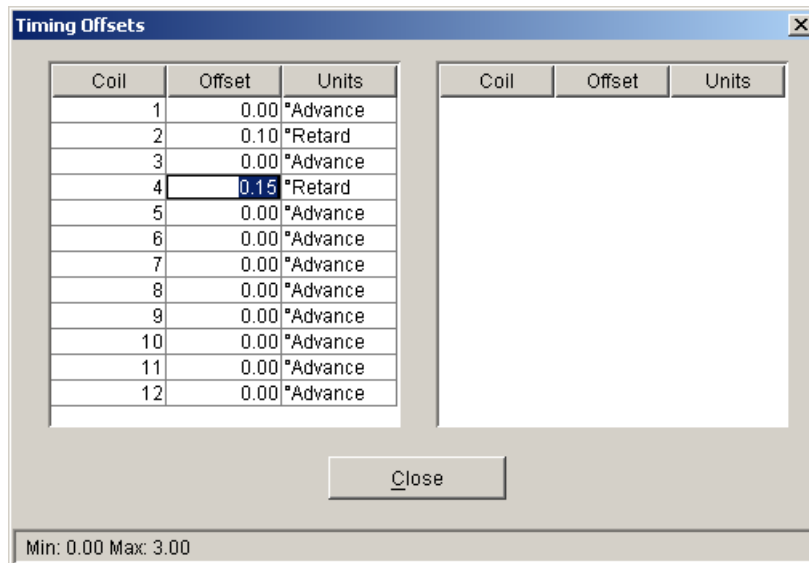 Timing Offsets
Coil Offset Units
1 0.00 °Advance
2 0.10 °Retard
3 0.00 °Advance
4 0.15 °Retard
5 0.00 °Advance
6 0.00 °Advance
7 0.00 °Advance
8 0.00 °Advance
9 0.00 °Advance
10 0.00 °Advance
11 0.00 °Advance
12 0.00 °Advance
Coil Offset Units
Close
Min: 0.00 Max: 3.00